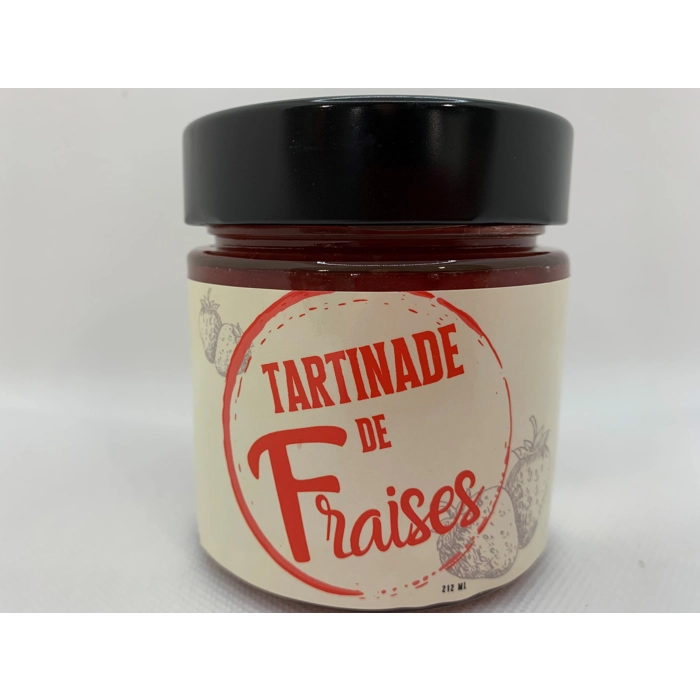 TARTINADE
DE
Fraises
212 ML